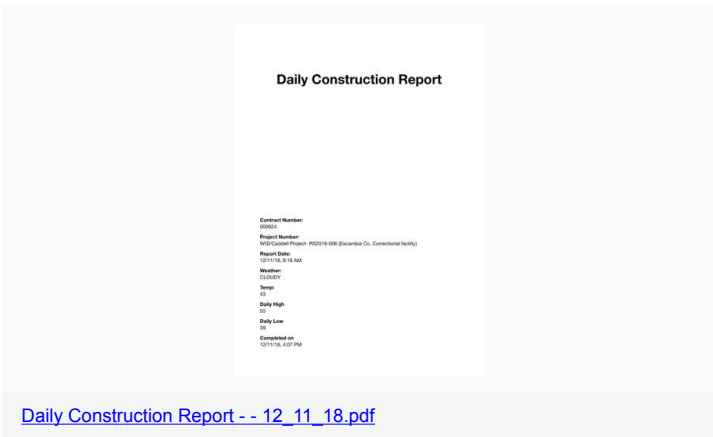 Daily Construction Report
Contract Number:
000624
Project Number:
WGI/Caddell Project- RS2018-006 (Escambia Co. Correctional facility)
Report Date:
12/11/18, 8:19 AM
Weather:
CLOUDY
Temp:
43
Daily High
55
Daily Low
39
Completed on
12/11/18, 4:07 PM
Daily Construction Report - - 12_11_18.pdf